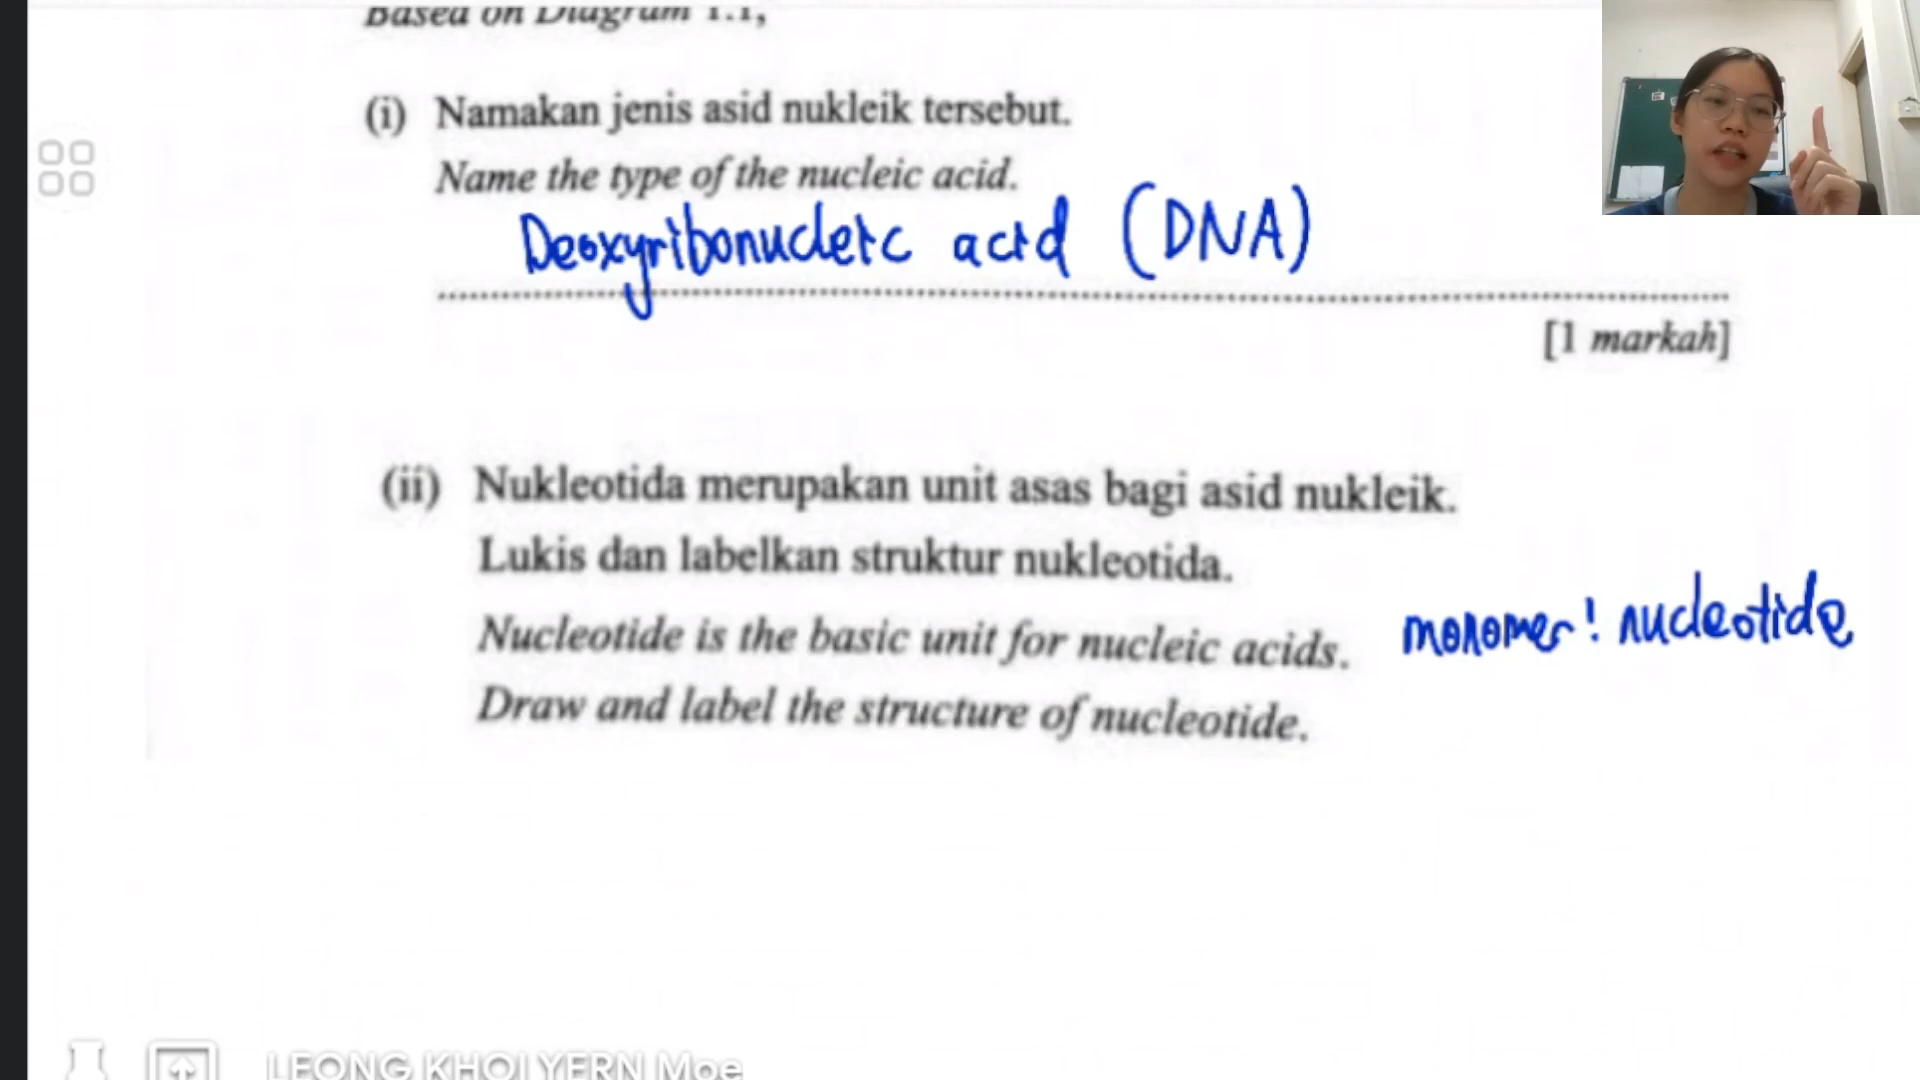 Based on Diagram 1.1,
(i) Namakan jenis asid nukleik tersebut.
Name the type of the nucleic acid.
Deoxyribonucleic acid (DNA)
[1 markah]
(ii) Nukleotida merupakan unit asas bagi asid nukleik.
Lukis dan labelkan struktur nukleotida.
Nucleotide is the basic unit for nucleic acids.
monomer: nucleotide
Draw and label the structure of nucleotide.
LEONG KHOI YERN Moe